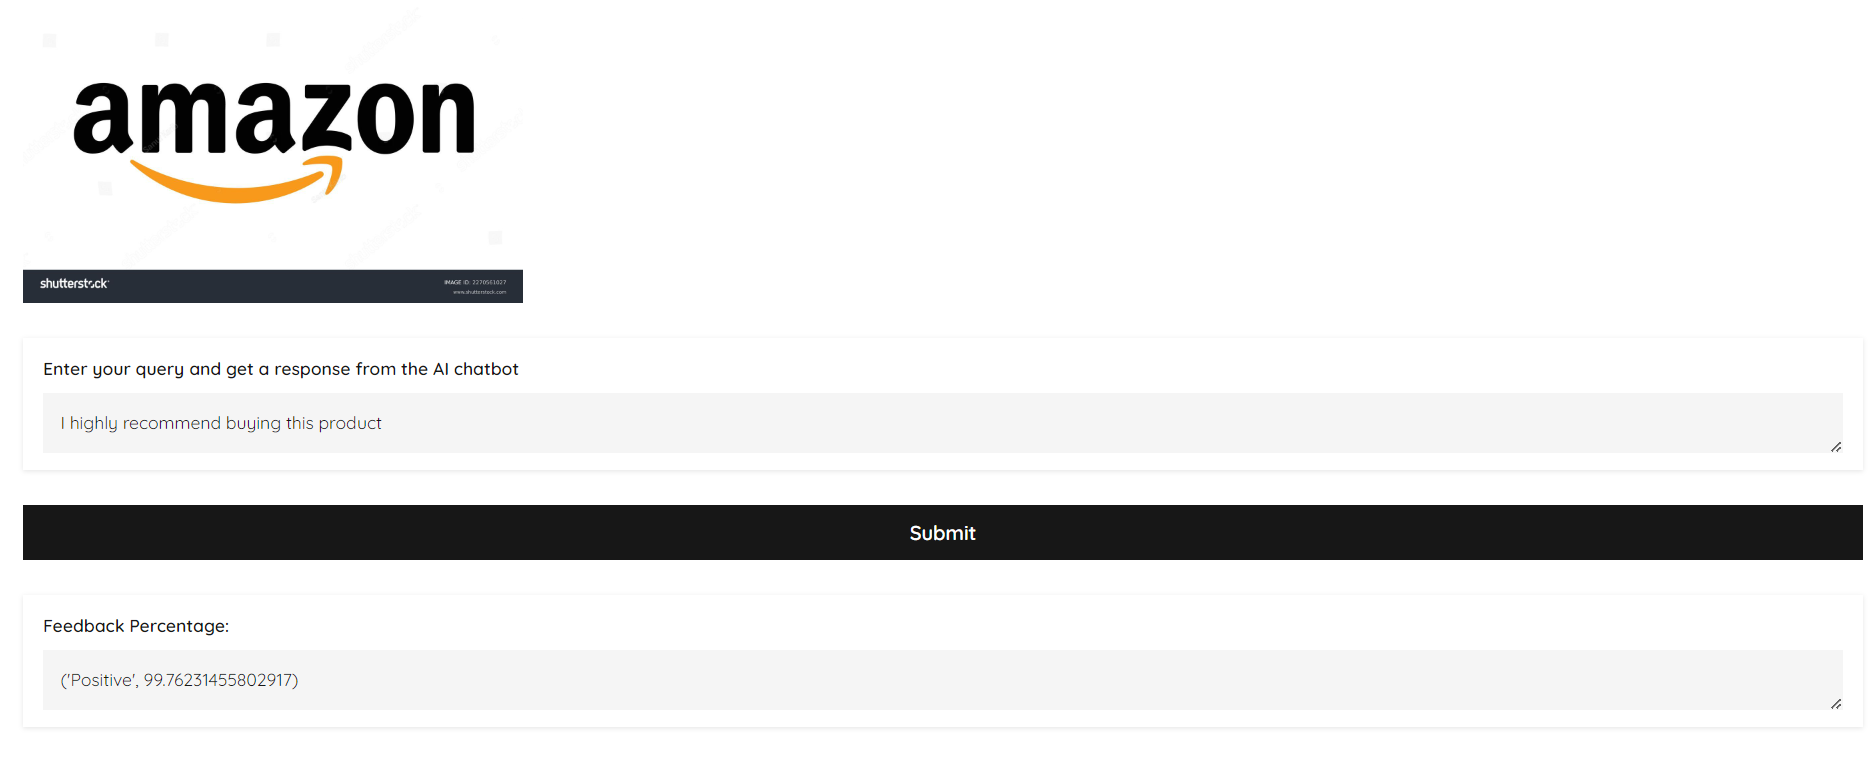 amazon
shutterstock
IMAGE ID: 2270561027
www.shutterstock.com
Enter your query and get a response from the AI chatbot
I highly recommend buying this product
Submit
Feedback Percentage:
('Positive', 99.76231455802917)